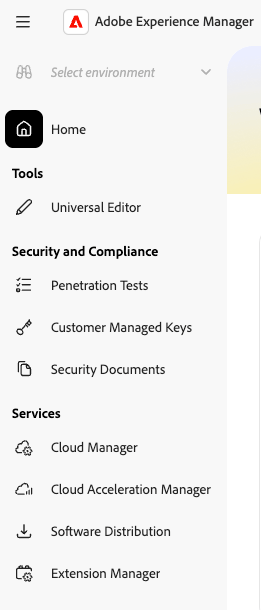 Adobe Experience Manager
Select environment
Home
Tools
Universal Editor
Security and Compliance
Penetration Tests
Customer Managed Keys
Security Documents
Services
Cloud Manager
Cloud Acceleration Manager
Software Distribution
Extension Manager